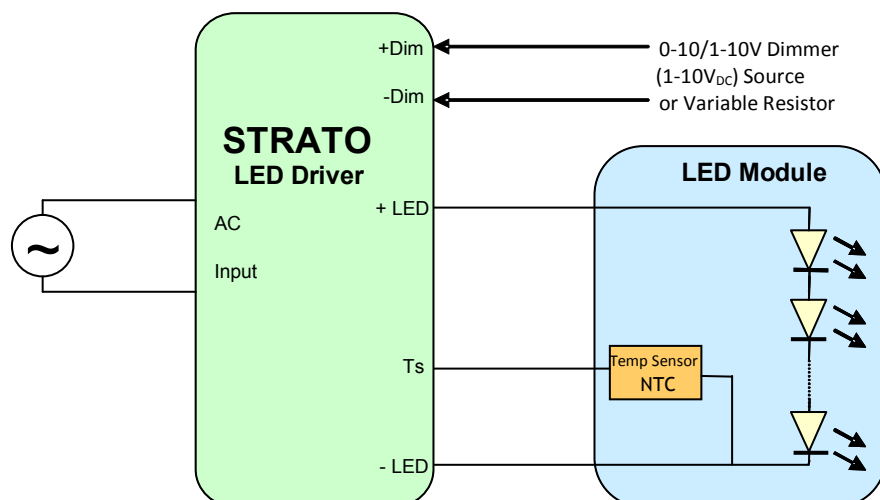 +Dim
0-10/1-10V Dimmer
(1-10VDC) Source
-Dim
or Variable Resistor
STRATO
LED Driver
LED Module
+ LED
AC
~
Input
Ts
Temp Sensor
NTC
- LED